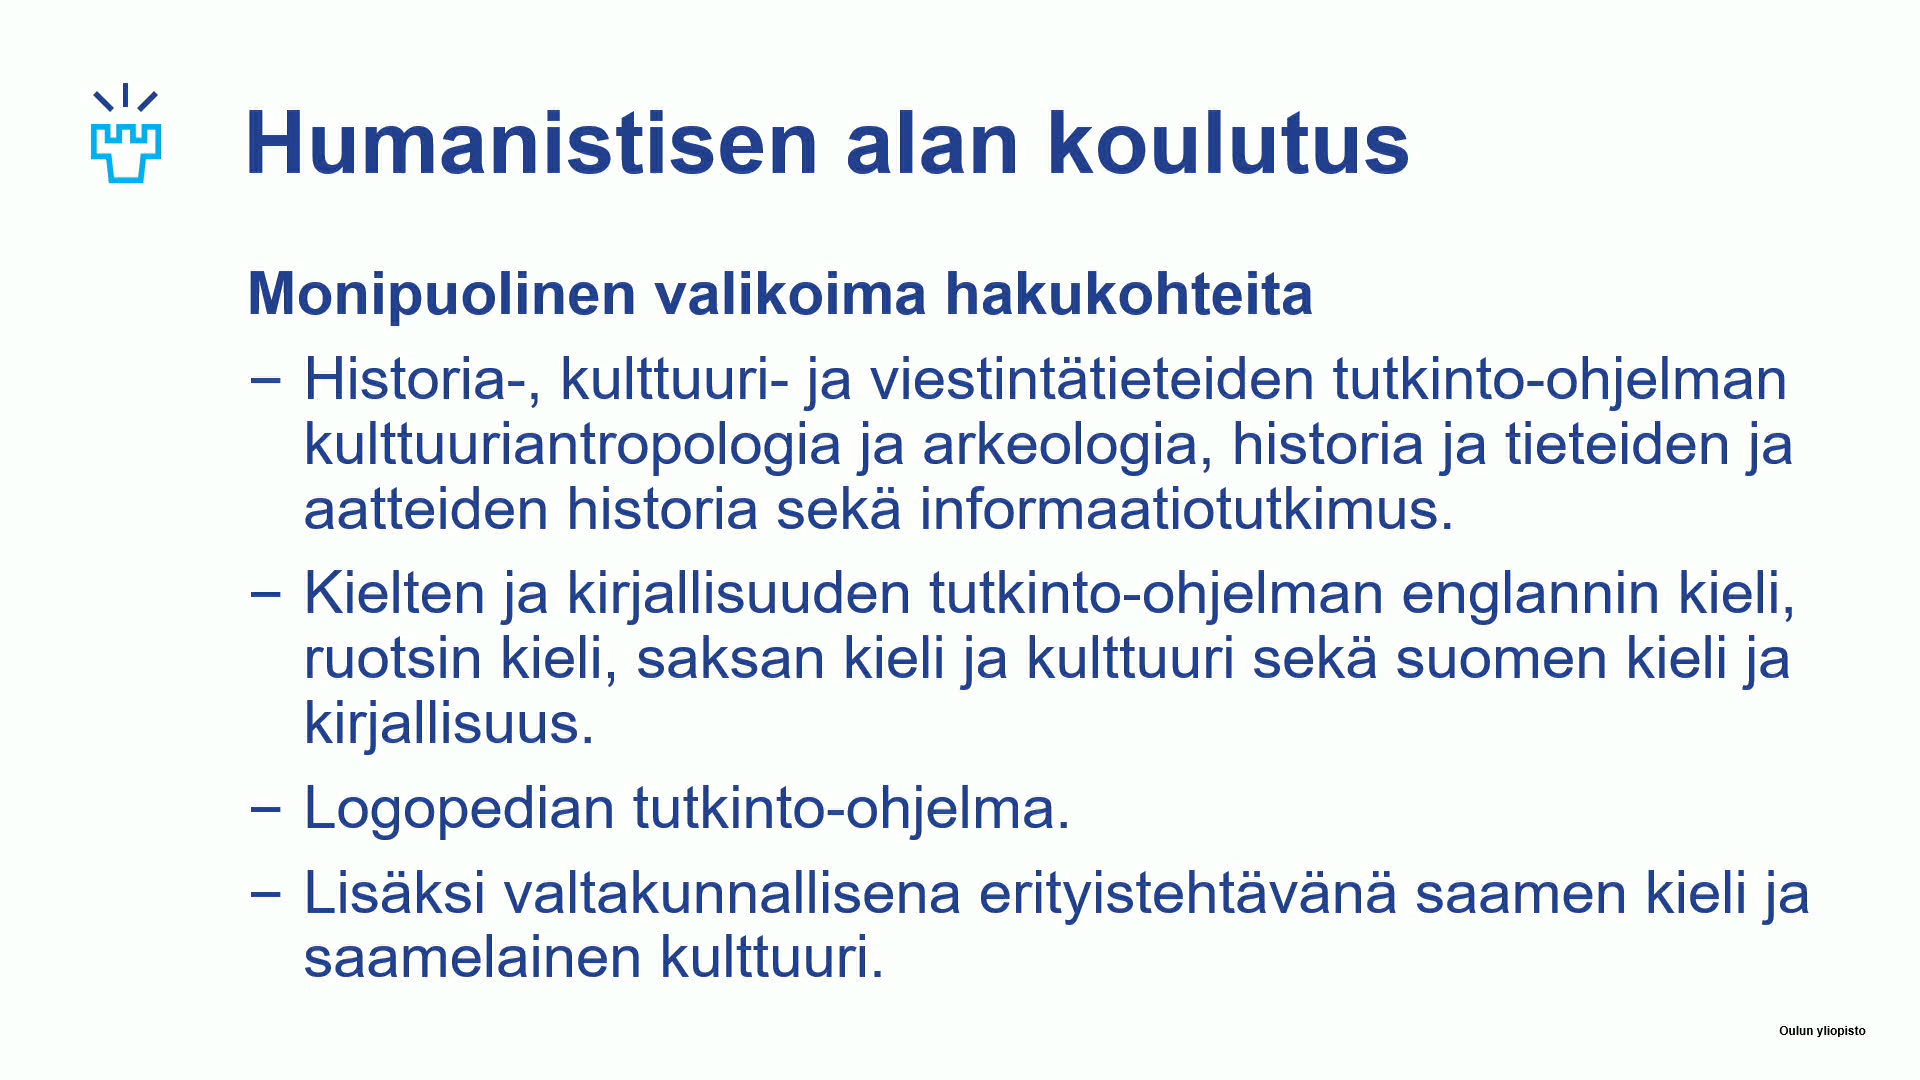 Humanistisen alan koulutus
Monipuolinen valikoima hakukohteita
– Historia-, kulttuuri- ja viestintätieteiden tutkinto-ohjelman
kulttuuriantropologia ja arkeologia, historia ja tieteiden ja
aatteiden historia sekä informaatiotutkimus.
– Kielten ja kirjallisuuden tutkinto-ohjelman englannin kieli,
ruotsin kieli, saksan kieli ja kulttuuri sekä suomen kieli ja
kirjallisuus.
– Logopedian tutkinto-ohjelma.
– Lisäksi valtakunnallisena erityistehtävänä saamen kieli ja
saamelainen kulttuuri.
Oulun yliopisto